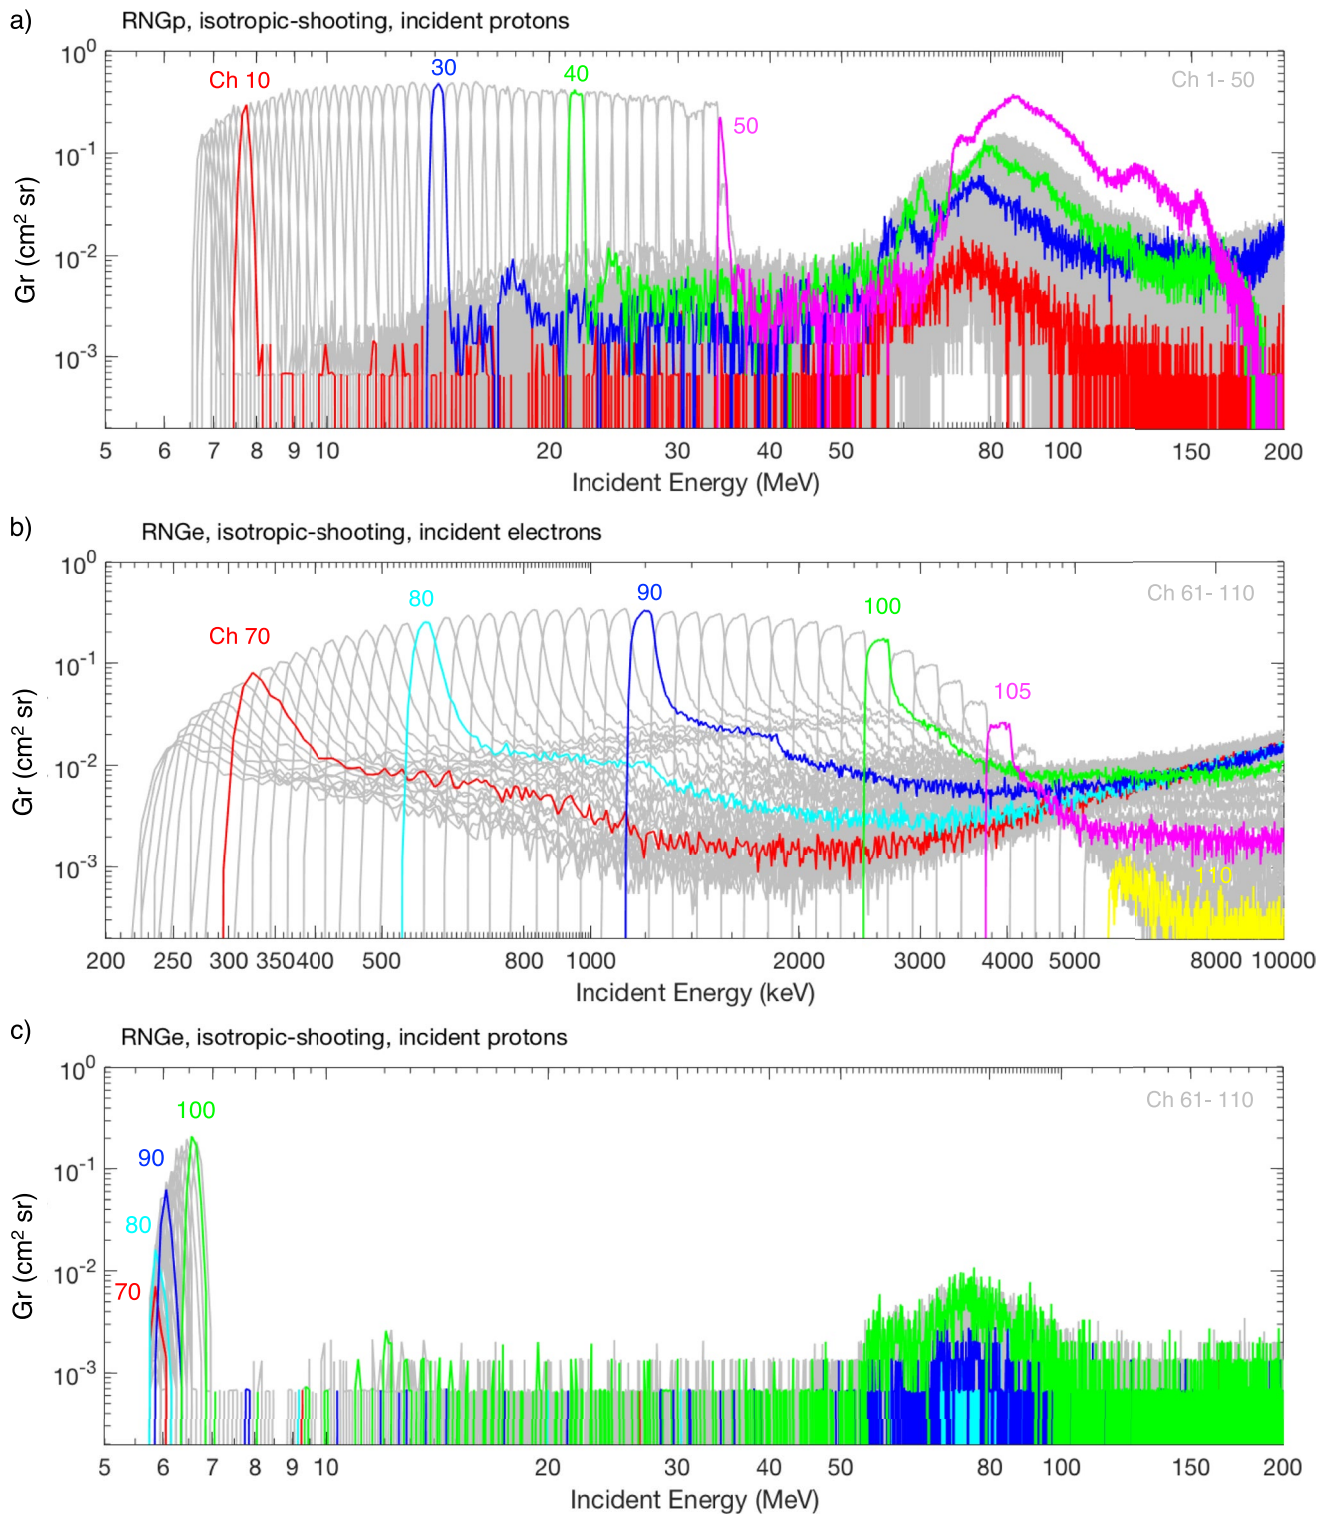 a)
RNGp, isotropic-shooting, incident protons
10^0
10^-1
10^-2
10^-3
Gr (cm² sr)
Ch 10
30
40
50
Ch 1- 50
5 6 7 8 9 10 20 30 40 50 60 80 100 150 200
Incident Energy (MeV)
b)
RNGe, isotropic-shooting, incident electrons
10^0
10^-1
10^-2
10^-3
Gr (cm² sr)
Ch 70
80
90
100
105
110
Ch 61- 110
200 250 300 350 400 500 800 1000 2000 3000 4000 5000 8000 10000
Incident Energy (keV)
c)
RNGe, isotropic-shooting, incident protons
10^0
10^-1
10^-2
10^-3
Gr (cm² sr)
100
90
80
70
Ch 61- 110
5 6 7 8 9 10 20 30 40 50 60 80 100 150 200
Incident Energy (MeV)